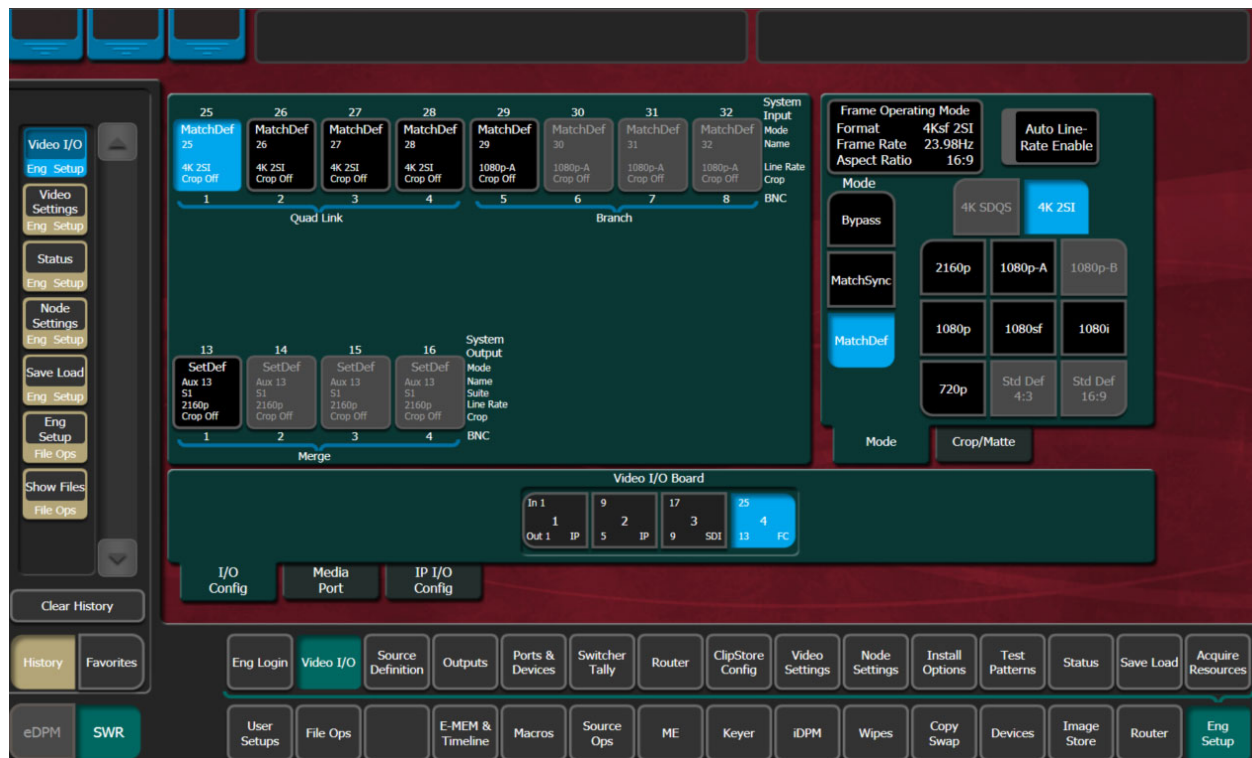 Video I/O
Eng Setup
Video
Settings
Eng Setup
Status
Eng Setup
Node
Settings
Eng Setup
Save Load
Eng Setup
Eng
Setup
File Ops
Show Files
File Ops
Clear History
History
Favorites
eDPM
SWR
25 26 27 28 29 30 31 32 System Input
MatchDef MatchDef MatchDef MatchDef MatchDef MatchDef MatchDef MatchDef Mode
25 26 27 28 29 30 31 32 Name
4K 2SI 4K 2SI 4K 2SI 4K 2SI 1080p-A 1080p-A 1080p-A 1080p-A Line Rate
Crop Off Crop Off Crop Off Crop Off Crop Off Crop Off Crop Off Crop Off Crop
1 2 3 4 5 6 7 8 BNC
Quad Link Branch
13 14 15 16 System Output
SetDef SetDef SetDef SetDef Mode
Aux 13 Aux 13 Aux 13 Aux 13 Name
S1 S1 S1 S1 Suite
2160p 2160p 2160p 2160p Line Rate
Crop Off Crop Off Crop Off Crop Off Crop
1 2 3 4 BNC
Merge
Frame Operating Mode
Format 4Ksf 2SI
Frame Rate 23.98Hz
Aspect Ratio 16:9
Auto Line-
Rate Enable
Mode
Bypass
MatchSync
MatchDef
4K SDQS 4K 2SI
2160p 1080p-A 1080p-B
1080p 1080sf 1080i
720p Std Def 4:3 Std Def 16:9
Mode Crop/Matte
Video I/O Board
In 1 9 17 25
1 2 3 4
Out 1 IP 5 IP 9 SDI 13 FC
I/O
Config
Media
Port
IP I/O
Config
Eng Login
Video I/O
Source
Definition
Outputs
Ports &
Devices
Switcher
Tally
Router
ClipStore
Config
Video
Settings
Node
Settings
Install
Options
Test
Patterns
Status
Save Load
Acquire
Resources
User
Setups
File Ops
E-MEM &
Timeline
Macros
Source
Ops
ME
Keyer
iDPM
Wipes
Copy
Swap
Devices
Image
Store
Router
Eng
Setup